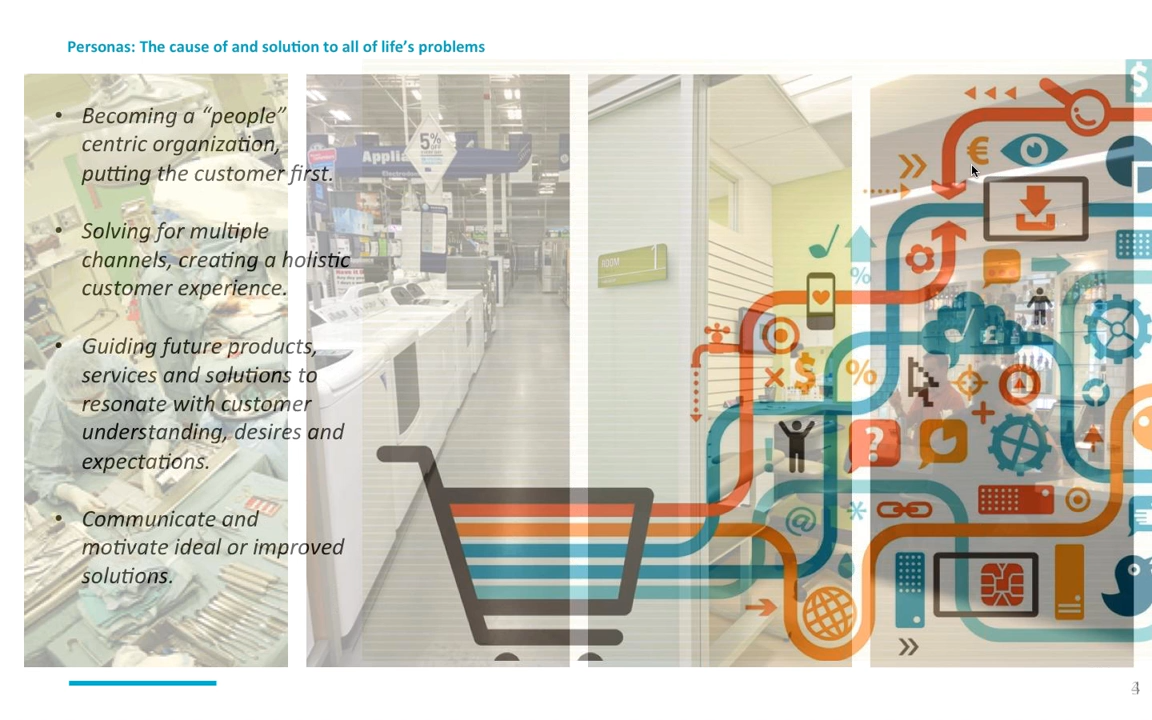 Personas: The cause of and solution to all of life’s problems
• Becoming a “people”
centric organization,
putting the customer first.
• Solving for multiple
channels, creating a holistic
customer experience.
• Guiding future products,
services and solutions to
resonate with customer
understanding, desires and
expectations.
• Communicate and
motivate ideal or improved
solutions.
5%
Appli
ROOM